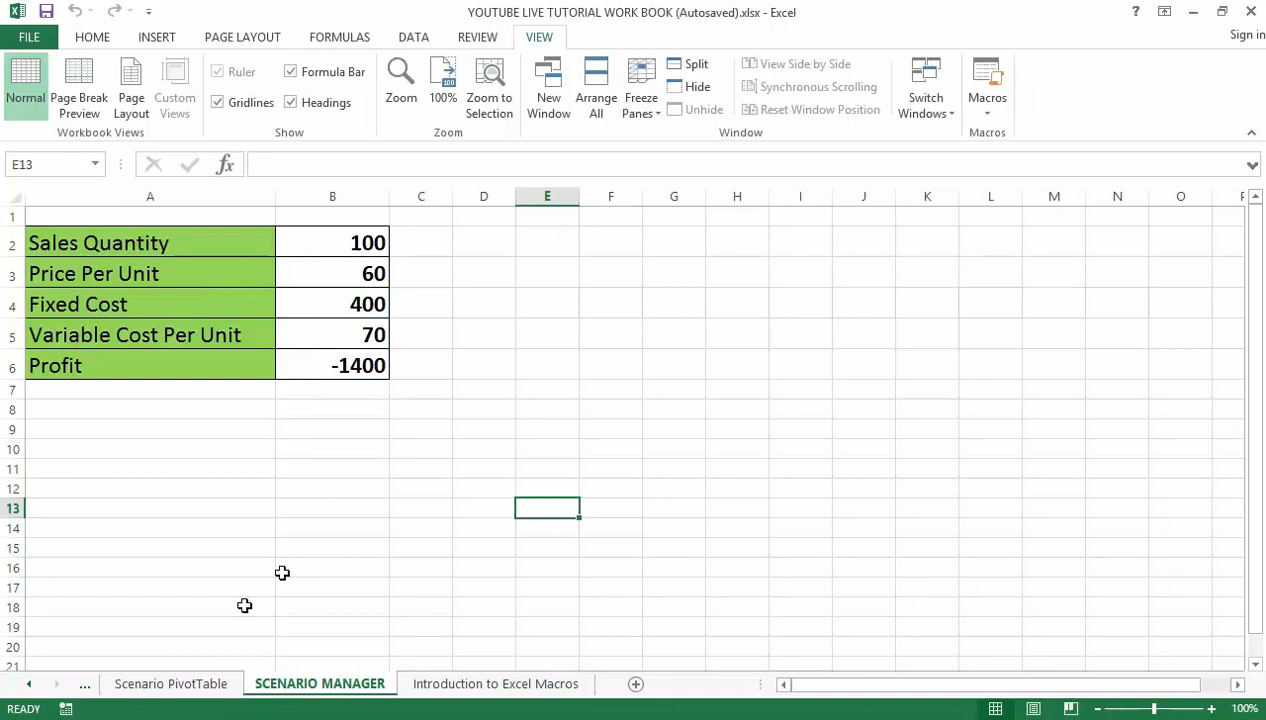 YOUTUBE LIVE TUTORIAL WORK BOOK (Autosaved).xlsx - Excel
?
FILE HOME INSERT PAGE LAYOUT FORMULAS DATA REVIEW VIEW Sign in
Normal
Page Break Preview
Page Layout
Custom Views
Workbook Views
Ruler
Formula Bar
Gridlines
Headings
Show
Zoom
100
100%
Zoom to Selection
Zoom
New Window
Arrange All
Freeze Panes
Split
Hide
Unhide
View Side by Side
Synchronous Scrolling
Reset Window Position
Window
Switch Windows
Macros
Macros
E13
fx
A B C D E F G H I J K L M N O
1
2 Sales Quantity 100
3 Price Per Unit 60
4 Fixed Cost 400
5 Variable Cost Per Unit 70
6 Profit -1400
7
8
9
10
11
12
13
14
15
16
17
18
19
20
21
... Scenario PivotTable SCENARIO MANAGER Introduction to Excel Macros
READY 100%